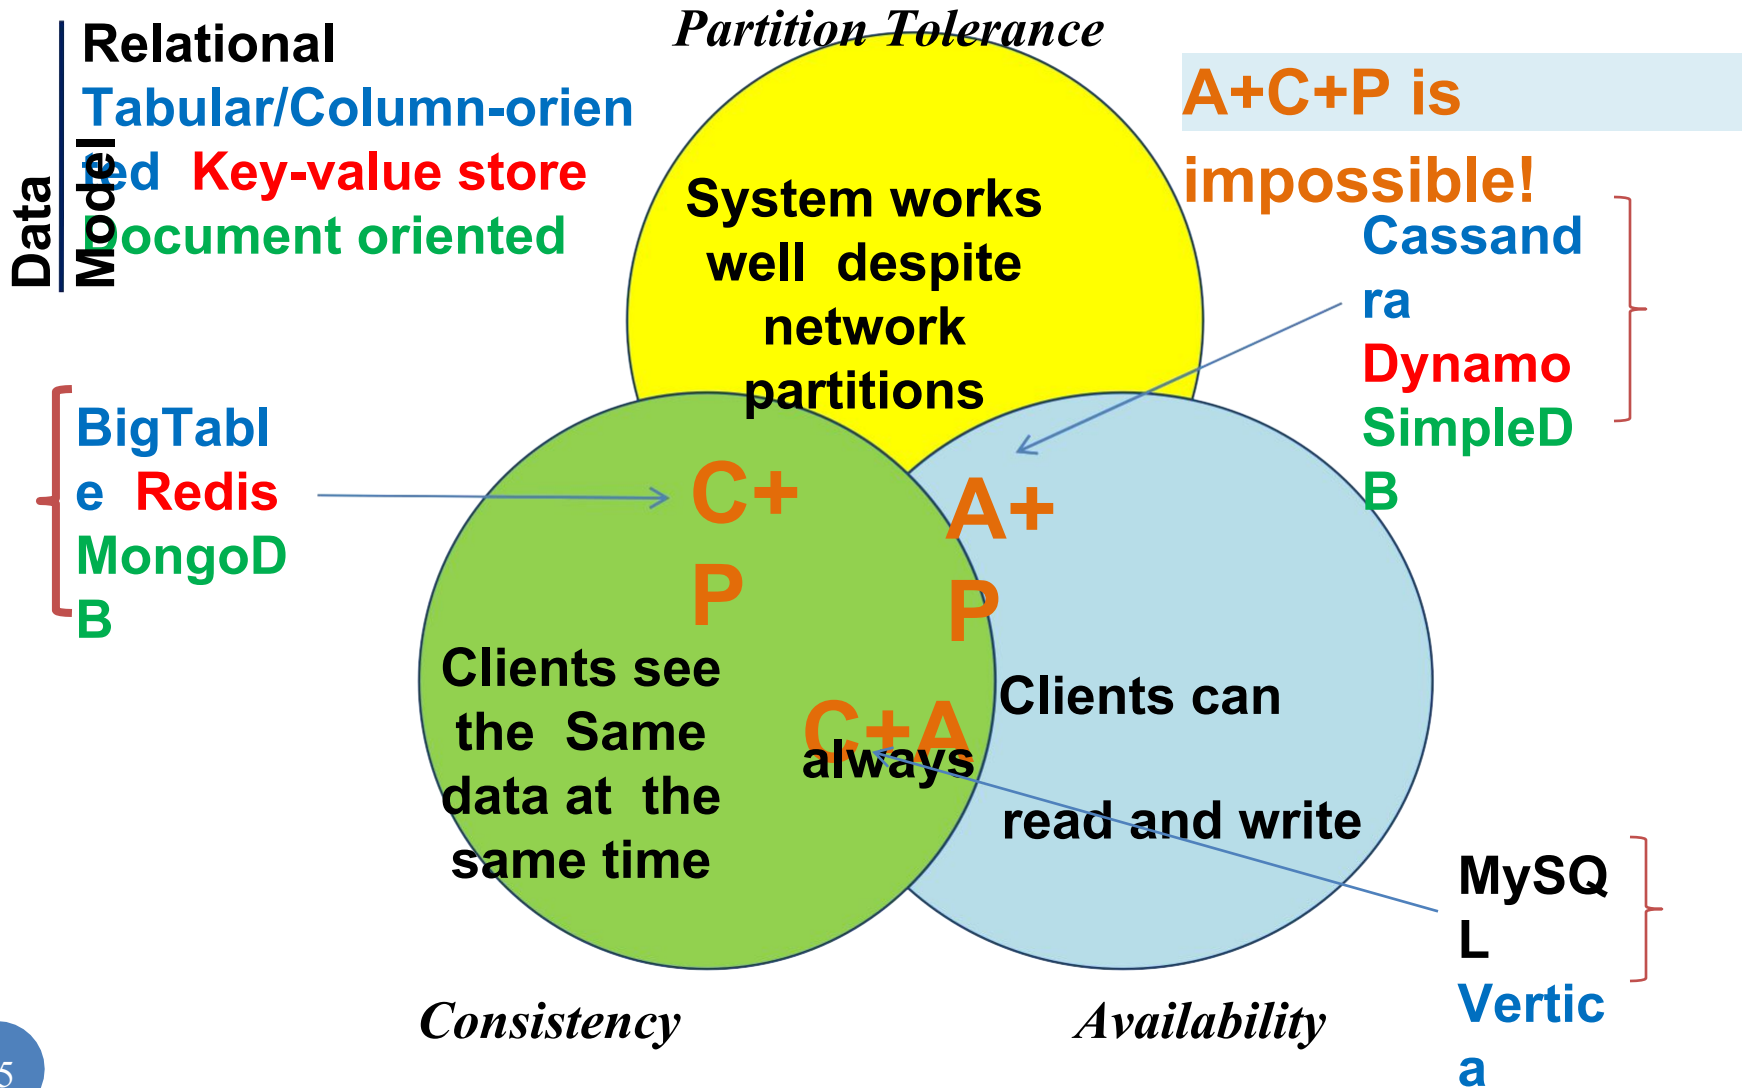 Partition Tolerance
Data
Model
Relational
Tabular/Column-orien
ted Key-value store
Document oriented
A+C+P is
impossible!
System works
well despite
network
partitions
Cassand
ra
Dynamo
SimpleD
B
BigTabl
e Redis
MongoD
B
C+
P
A+
P
Clients see
the Same
data at the
same time
C+A
Clients can
always
read and write
MySQ
L
Vertic
a
Consistency
Availability
5